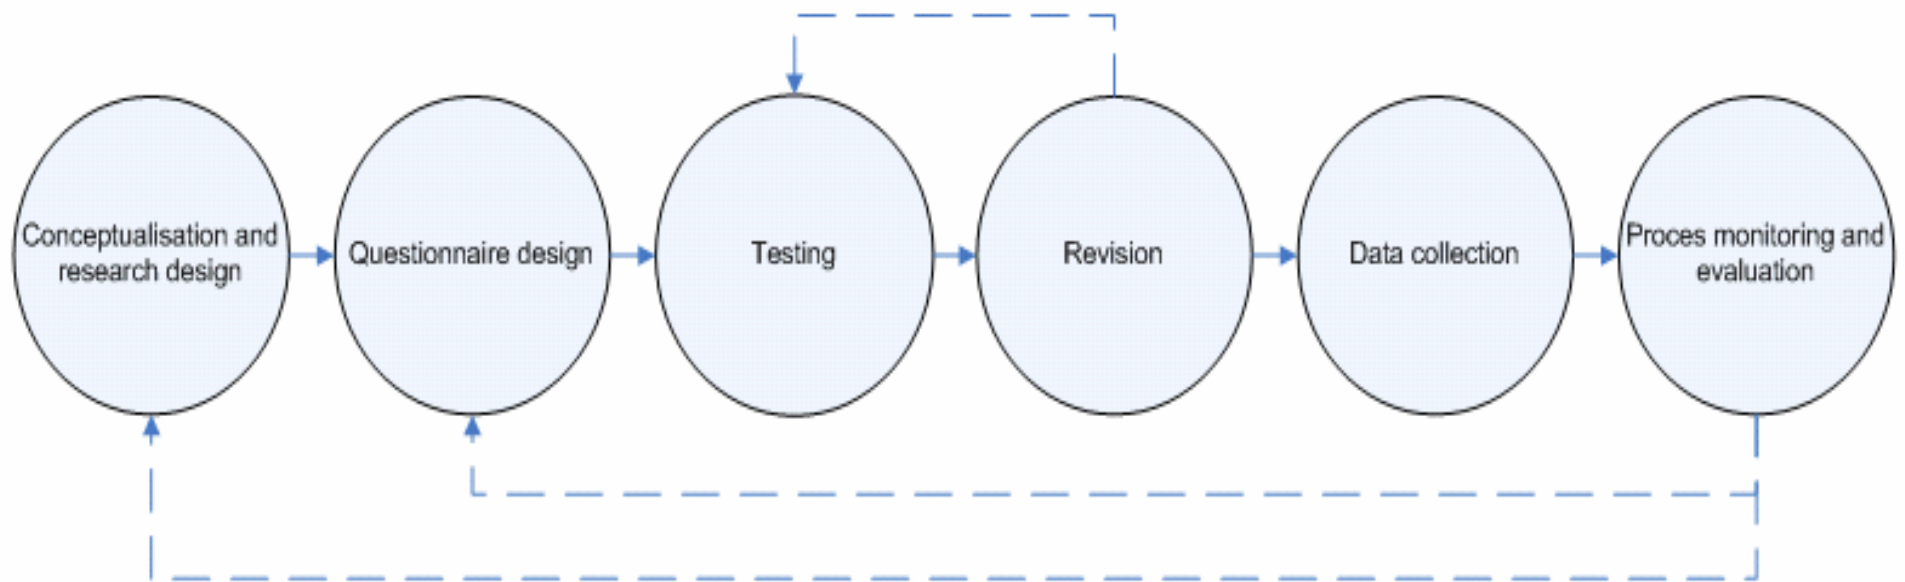 Conceptualisation and
research design
Questionnaire design
Testing
Revision
Data collection
Proces monitoring and
evaluation